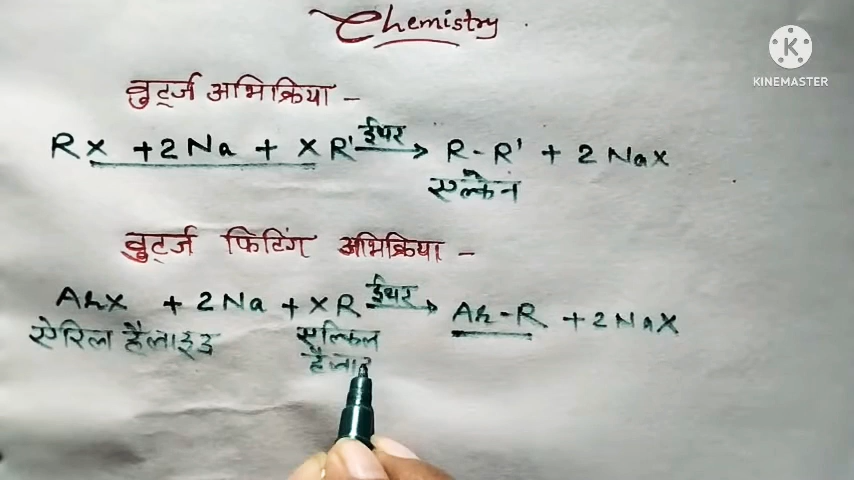 Chemistry
K
KINEMASTER
वुर्ट्ज अभिक्रिया -
RX + 2Na + XR' ईथर → R-R' + 2NaX
एल्केन
वुर्ट्ज फिटिंग अभिक्रिया -
ArX + 2Na + XR ईथर → Ar-R + 2NaX
ऐरिल हैलाइड एल्किल
हैला